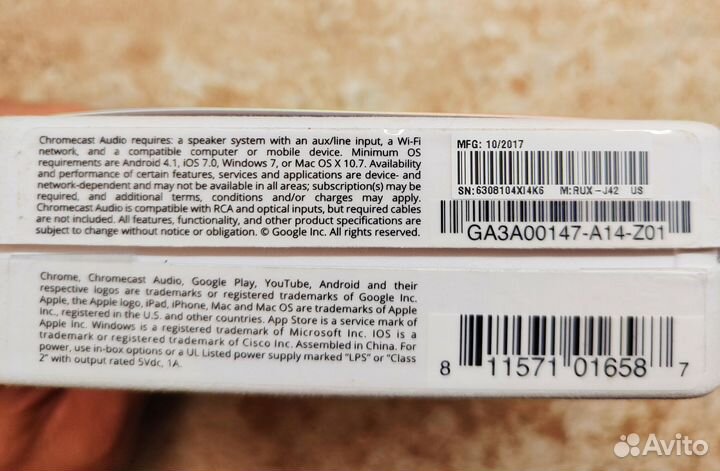 Chromecast Audio requires: a speaker system with an aux/line input, a Wi-Fi
network, and a compatible computer or mobile device. Minimum OS
requirements are Android 4.1, iOS 7.0, Windows 7, or Mac OS X 10.7. Availability
and performance of certain features, services and applications are device- and
network-dependent and may not be available in all areas; subscription(s) may be
required, and additional terms, conditions and/or charges may apply.
Chromecast Audio is compatible with RCA and optical inputs, but required cables
are not included. All features, functionality, and other product specifications are
subject to change without notice or obligation. © Google Inc. All rights reserved.
MFG: 10/2017
SN:6308104XI4K6 M:RUX-J42 US
GA3A00147-A14-Z01
Chrome, Chromecast Audio, Google Play, YouTube, Android and their
respective logos are trademarks or registered trademarks of Google Inc.
Apple, the Apple logo, iPad, iPhone, Mac and Mac OS are trademarks of Apple
Inc., registered in the U.S. and other countries. App Store is a service mark of
Apple Inc. Windows is a registered trademark of Microsoft Inc. IOS is a
trademark or registered trademark of Cisco Inc. Assembled in China. For
power, use in-box options or a UL Listed power supply marked "LPS" or "Class
2" with output rated 5Vdc, 1A.
8 11571 01658 7
Avito